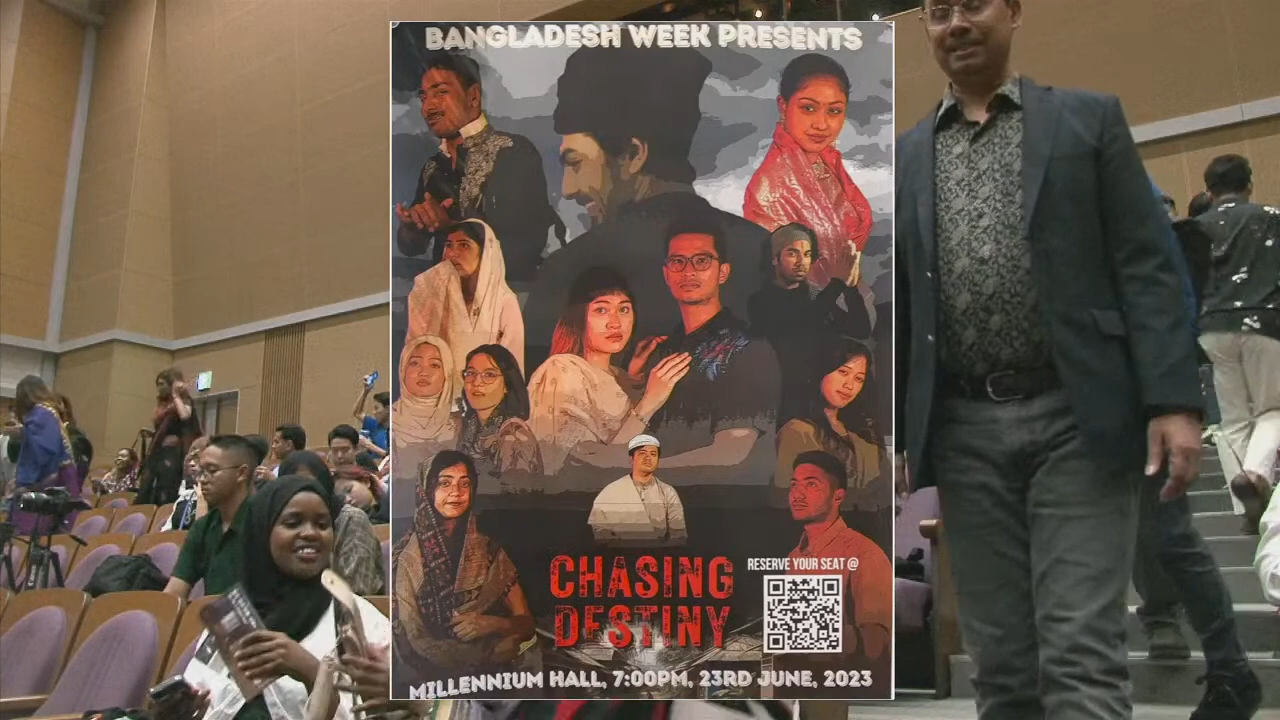 BANGLADESH WEEK PRESENTS
CHASING
DESTINY
RESERVE YOUR SEAT @
MILLENNIUM HALL, 7:00PM, 23RD JUNE, 2023